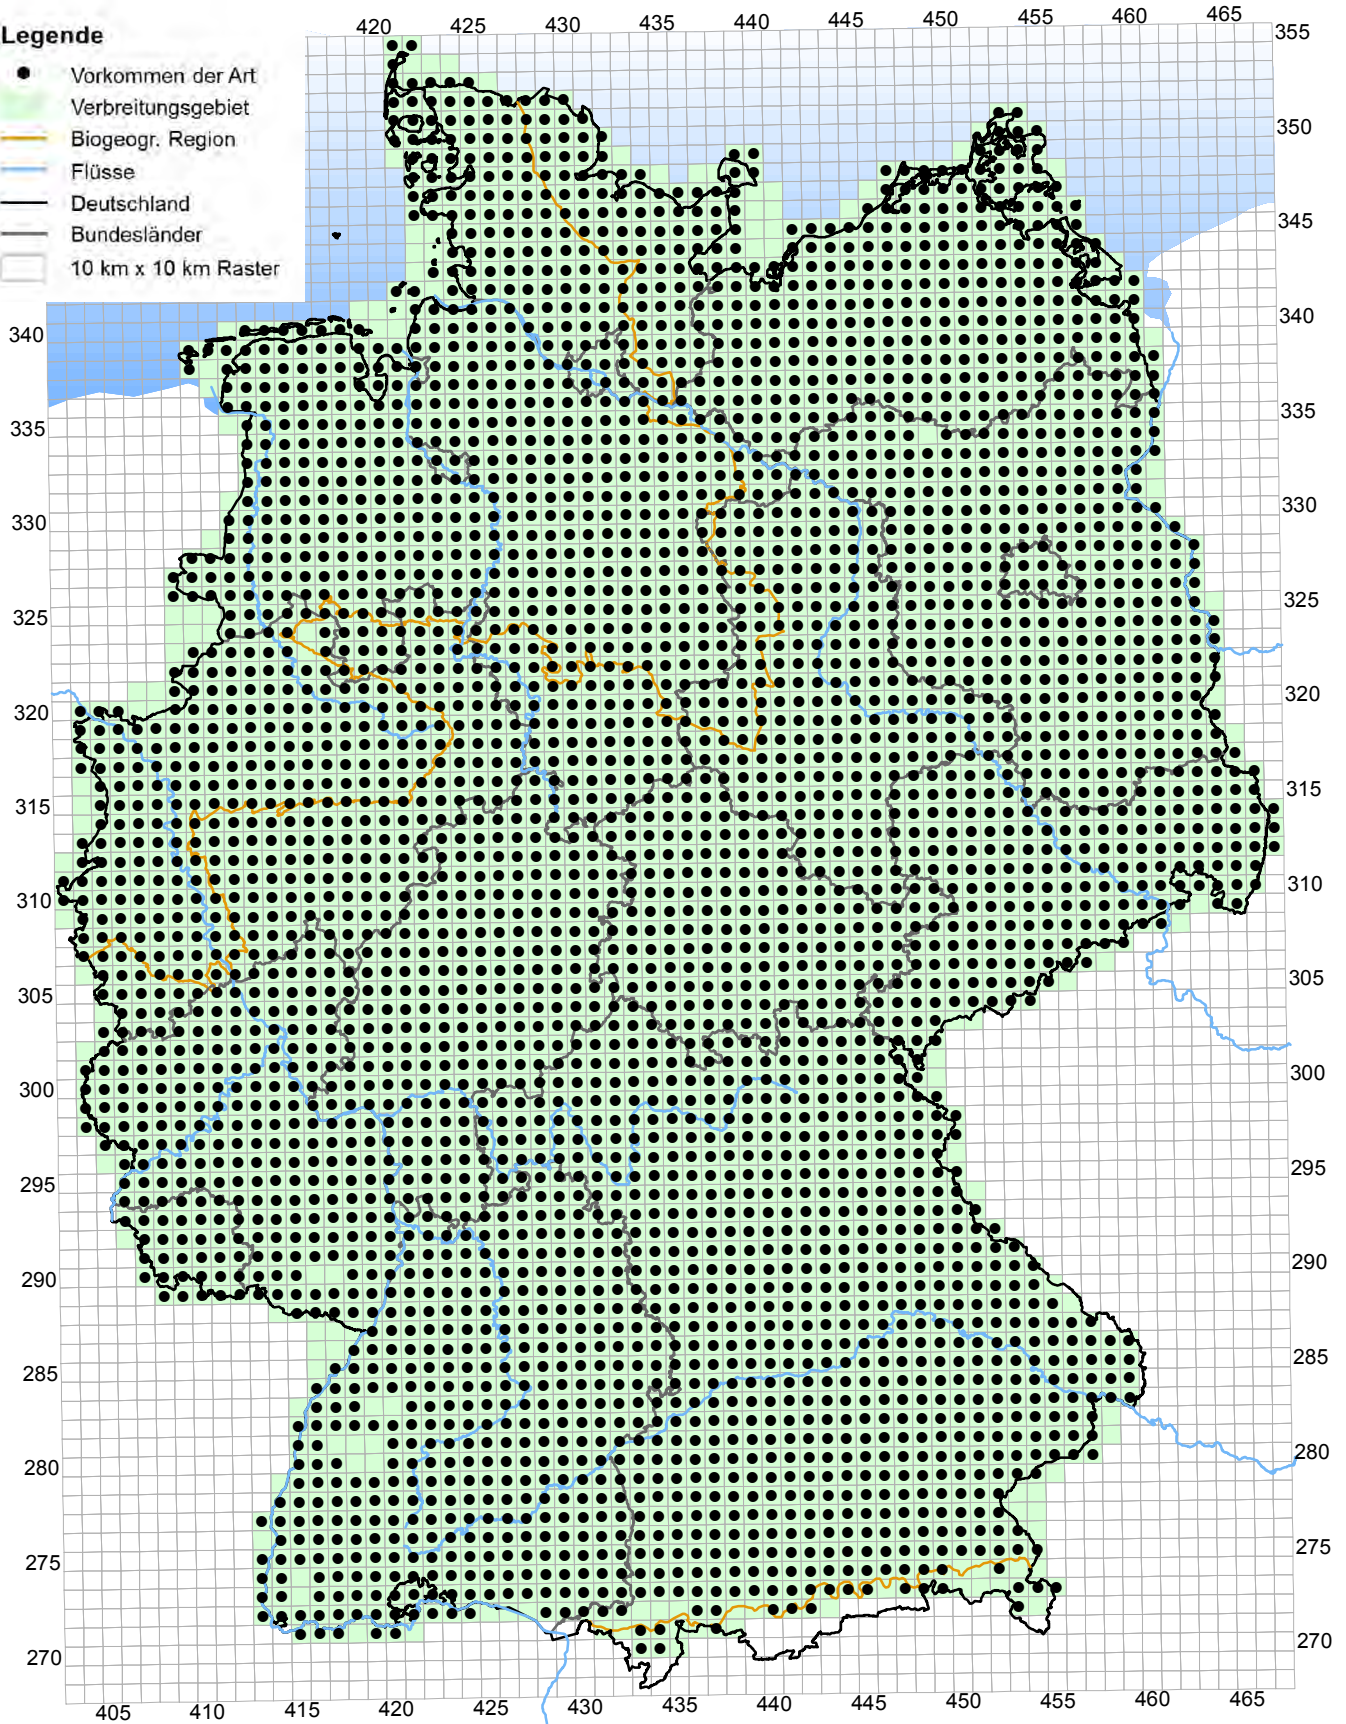 420 425 430 435 440 445 450 455 460 465
Legende
Vorkommen der Art
Verbreitungsgebiet
Biogeogr. Region
Flüsse
Deutschland
Bundesländer
10 km x 10 km Raster
355
350
345
340 340
335 335
330 330
325 325
320 320
315 315
310 310
305 305
300 300
295 295
290 290
285 285
280 280
275 275
270 270
405 410 415 420 425 430 435 440 445 450 455 460 465